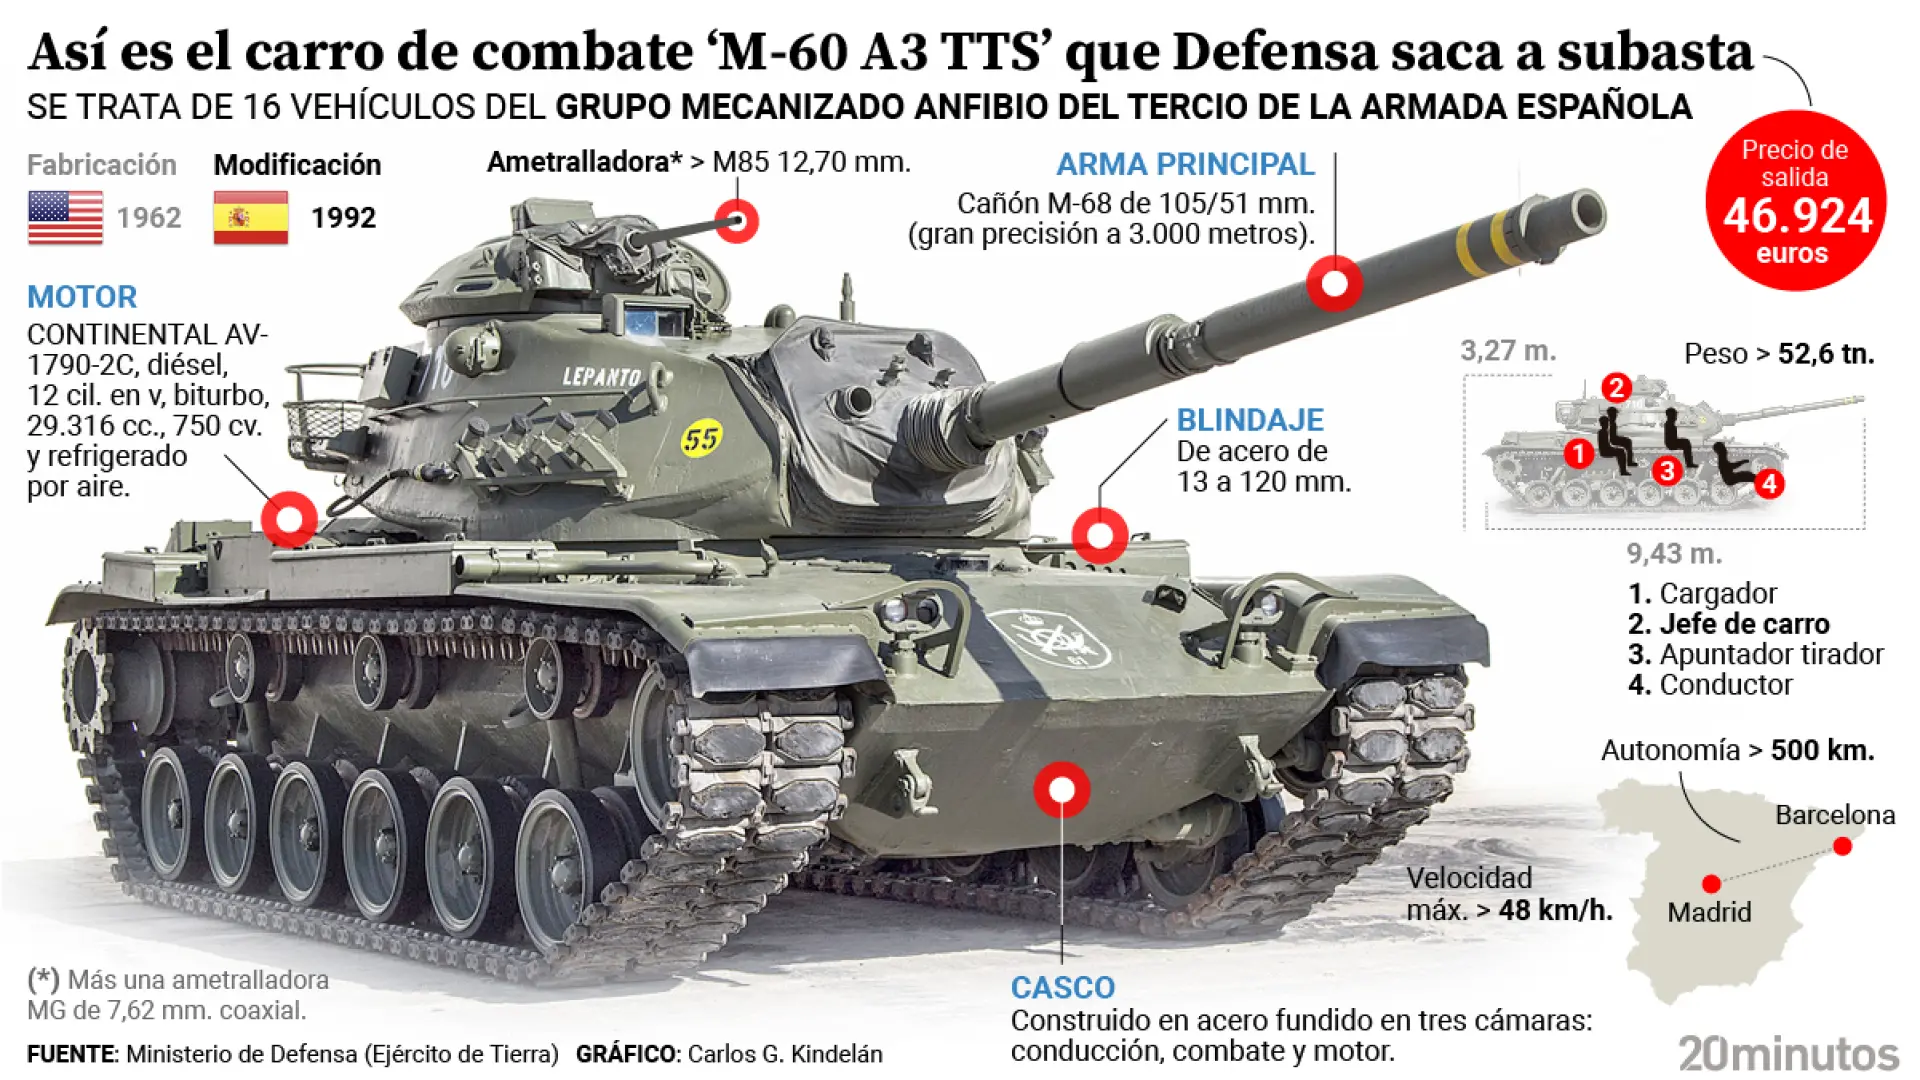 Así es el carro de combate ‘M-60 A3 TTS’ que Defensa saca a subasta
SE TRATA DE 16 VEHÍCULOS DEL GRUPO MECANIZADO ANFIBIO DEL TERCIO DE LA ARMADA ESPAÑOLA
Precio de
salida
46.924
euros
Fabricación
1962
Modificación
1992
Ametralladora* > M85 12,70 mm.
ARMA PRINCIPAL
Cañón M-68 de 105/51 mm.
(gran precisión a 3.000 metros).
MOTOR
CONTINENTAL AV-
1790-2C, diésel,
12 cil. en v, biturbo,
29.316 cc., 750 cv.
y refrigerado
por aire.
LEPANTO
55
BLINDAJE
De acero de
13 a 120 mm.
3,27 m.
Peso > 52,6 tn.
2
1
3
4
9,43 m.
1. Cargador
2. Jefe de carro
3. Apuntador tirador
4. Conductor
Autonomía > 500 km.
Barcelona
Madrid
Velocidad
máx. > 48 km/h.
CASCO
Construido en acero fundido en tres cámaras:
conducción, combate y motor.
(*) Más una ametralladora
MG de 7,62 mm. coaxial.
FUENTE: Ministerio de Defensa (Ejército de Tierra) GRÁFICO: Carlos G. Kindelán
20minutos